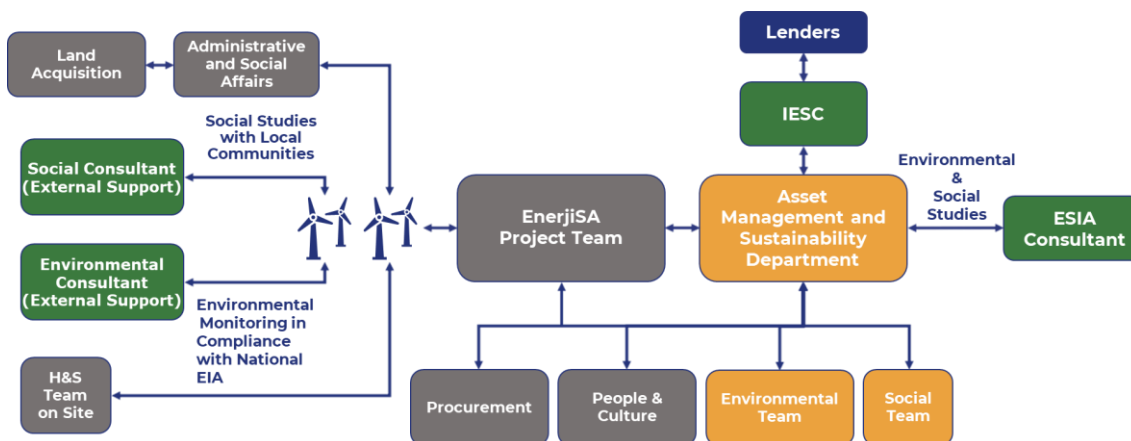 Land
Acquisition
Administrative
and Social
Affairs
Lenders
IESC
Social Studies
with Local
Communities
Social Consultant
(External Support)
Environmental
Consultant
(External Support)
Environmental
Monitoring in
Compliance
with National
EIA
H&S
Team
on Site
EnerjiSA
Project Team
Asset
Management and
Sustainability
Department
Environmental
&
Social
Studies
ESIA
Consultant
Procurement
People &
Culture
Environmental
Team
Social
Team